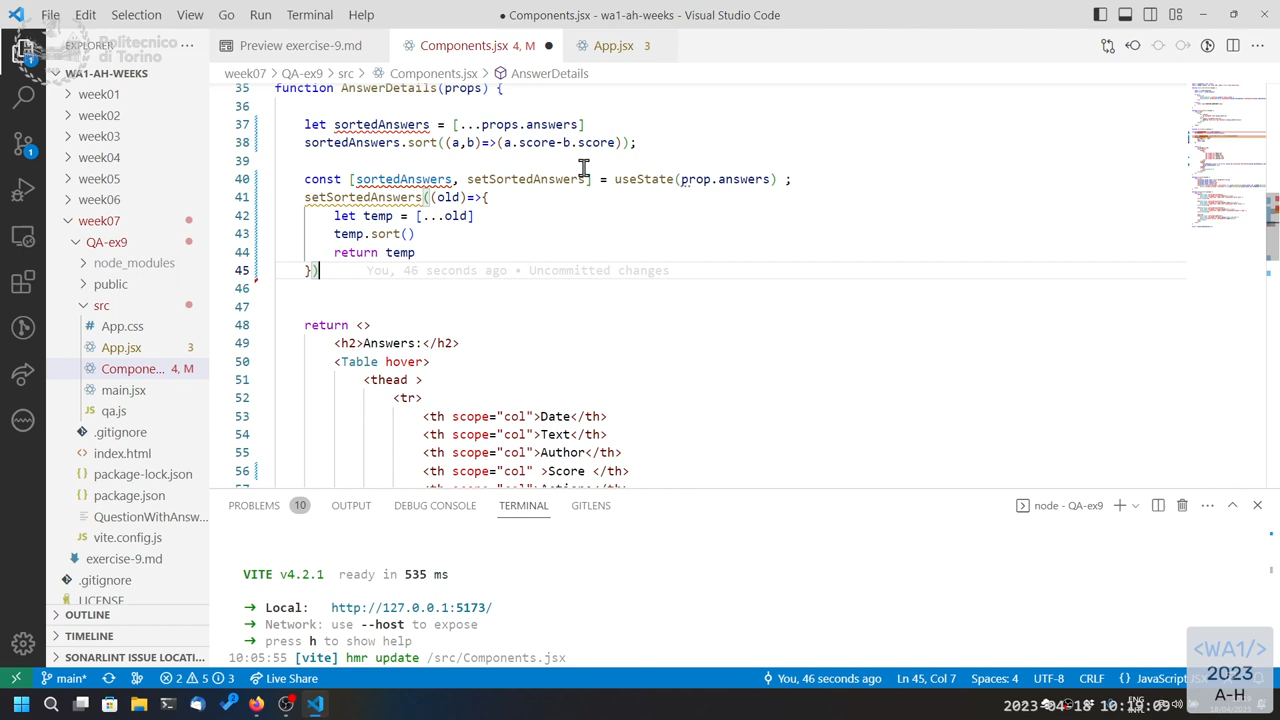 File Edit Selection View Go Run Terminal Help
● Components.jsx - wa1-ah-weeks - Visual Studio Code
Politecnico
di Torino
EXPLORER
Preview exercise-9.md
Components.jsx 4, M
App.jsx 3
WA1-AH-WEEKS
week07 > QA-ex9 > src > Components.jsx > AnswerDetails
week01
week04
week05
QA-ex9
node_modules
public
src
App.css
App.jsx 3
Compone... 4, M
main.jsx
qa.js
.gitignore
index.html
package-lock.json
package.json
QuestionWithAnsw...
vite.config.js
exercise-9.md
.gitignore
LICENSE
OUTLINE
TIMELINE
SONARLINT ISSUE LOCATI...
35 function AnswerDetails(props) {
36
37 let sortedAnswers = [...props.answers]
38 sortedAnswers.sort((a,b)=>(a.score-b.score));
39
40 const [sortedAnswers, setSortedAnswers] = useState(prop.answers);
41 setSortedAnswers((old)=>{
42 let temp = [...old]
43 temp.sort()
44 return temp
45 }) You, 46 seconds ago • Uncommitted changes
46
47
48 return <>
49 <h2>Answers:</h2>
50 <Table hover>
51 <thead >
52 <tr>
53 <th scope="col">Date</th>
54 <th scope="col">Text</th>
55 <th scope="col">Author</th>
56 <th scope="col" >Score </th>
57 <th scope="col">Actions</th>
PROBLEMS 10 OUTPUT DEBUG CONSOLE TERMINAL GITLENS
node - QA-ex9
VITE v4.2.1 ready in 535 ms
➜ Local: http://127.0.0.1:5173/
➜ Network: use --host to expose
➜ press h to show help
10:05:55 [vite] hmr update /src/Components.jsx
main* 2 5 3 Live Share
You, 46 seconds ago Ln 45, Col 7 Spaces: 4 UTF-8 CRLF {} JavaScript JSX
<WA1/>
2023
A-H
ENG
2023-04-18 10:11:05
18/04/2023